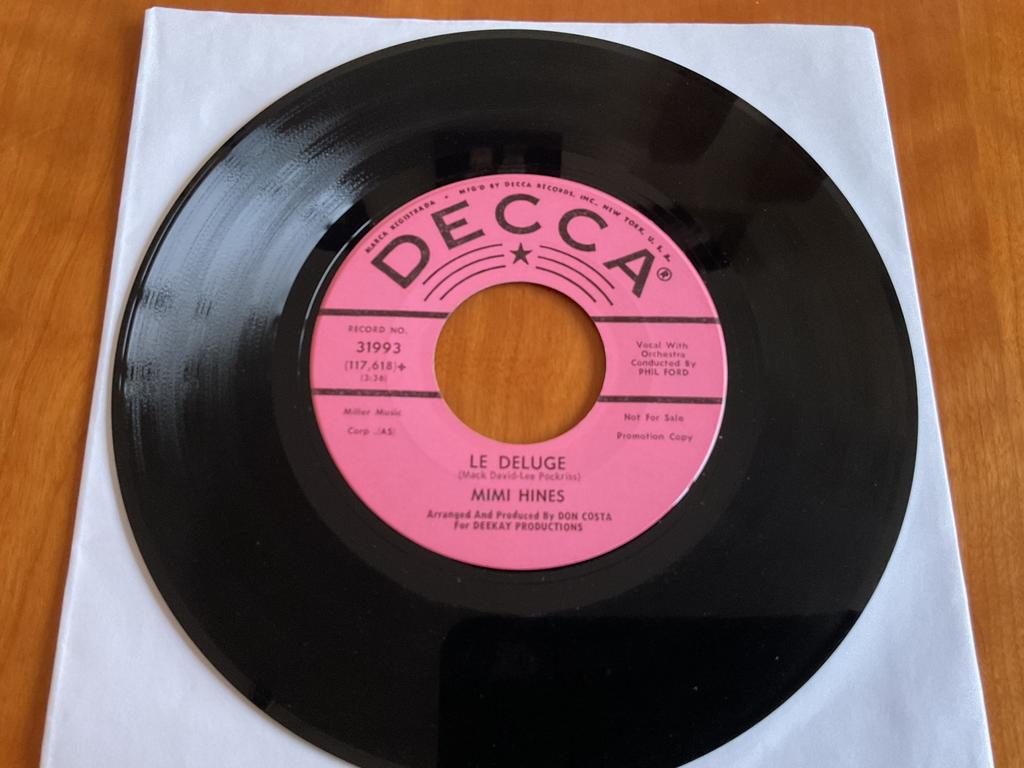 MARCA REGISTRADA • MFG'D BY DECCA RECORDS, INC., NEW YORK, U. S. A.
DECCA®
RECORD NO.
31993
(117,618)+
(3:36)
Vocal With
Orchestra
Conducted By
PHIL FORD
Miller Music
Corp .(AS)
Not For Sale
Promotion Copy
LE DELUGE
(Mack David-Lee Pockriss)
MIMI HINES
Arranged And Produced By DON COSTA
For DEEKAY PRODUCTIONS